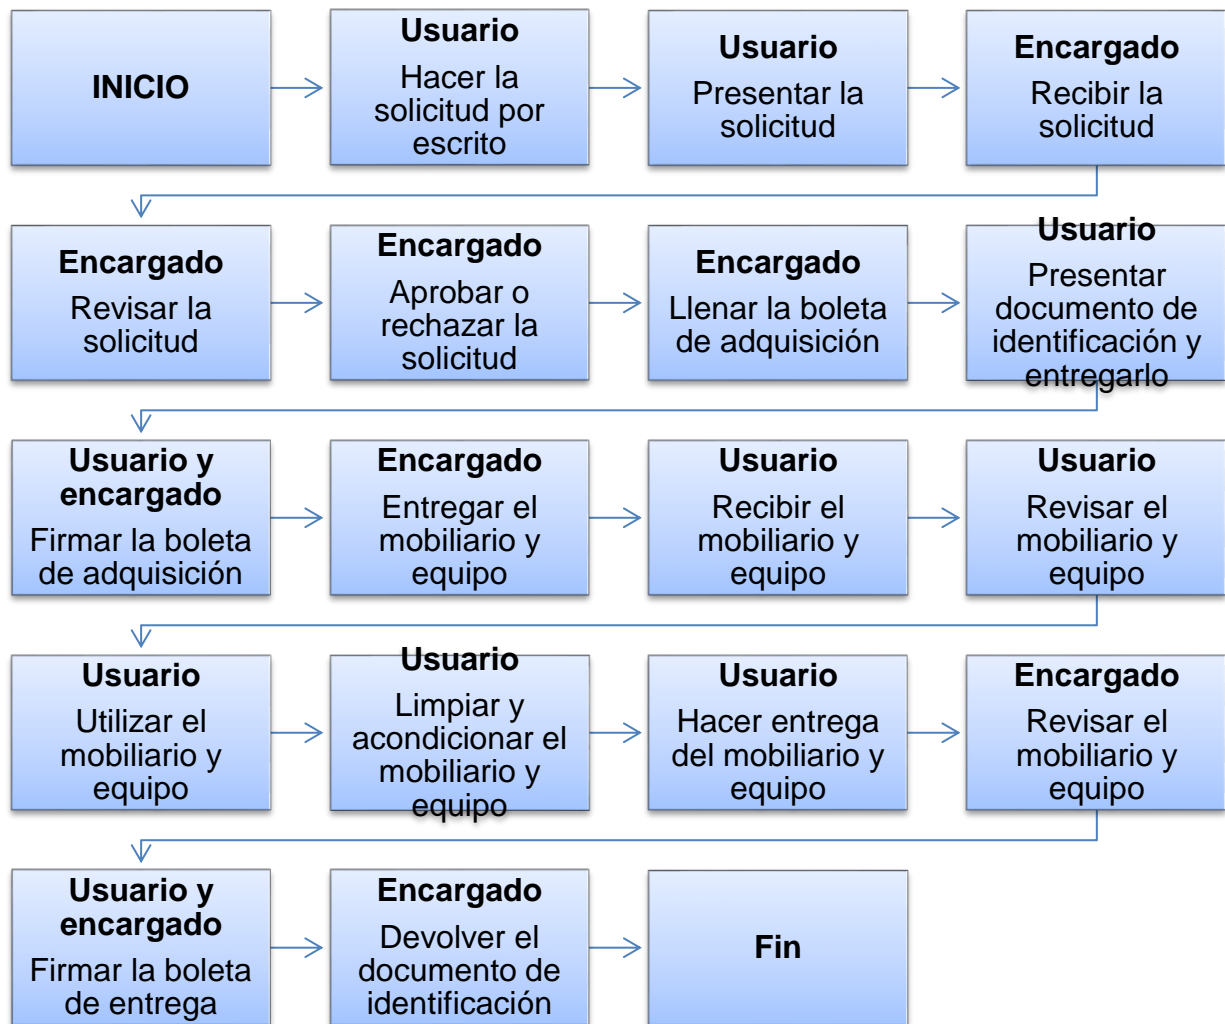 INICIO
Usuario
Hacer la
solicitud por
escrito
Usuario
Presentar la
solicitud
Encargado
Recibir la
solicitud
Encargado
Revisar la
solicitud
Encargado
Aprobar o
rechazar la
solicitud
Encargado
Llenar la boleta
de adquisición
Usuario
Presentar
documento de
identificación y
entregarlo
Usuario y
encargado
Firmar la boleta
de adquisición
Encargado
Entregar el
mobiliario y
equipo
Usuario
Recibir el
mobiliario y
equipo
Usuario
Revisar el
mobiliario y
equipo
Usuario
Utilizar el
mobiliario y
equipo
Usuario
Limpiar y
acondicionar el
mobiliario y
equipo
Usuario
Hacer entrega
del mobiliario y
equipo
Encargado
Revisar el
mobiliario y
equipo
Usuario y
encargado
Firmar la boleta
de entrega
Encargado
Devolver el
documento de
identificación
Fin